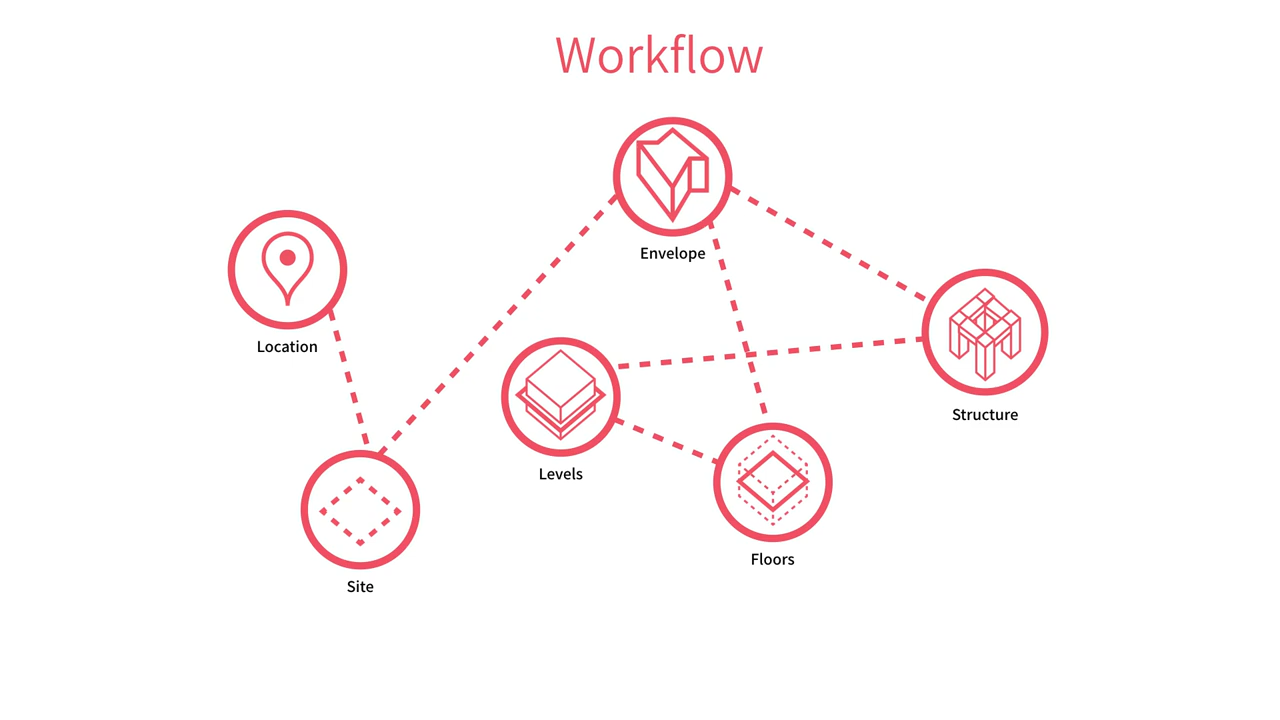 Workflow
Envelope
Location
Structure
Levels
Floors
Site